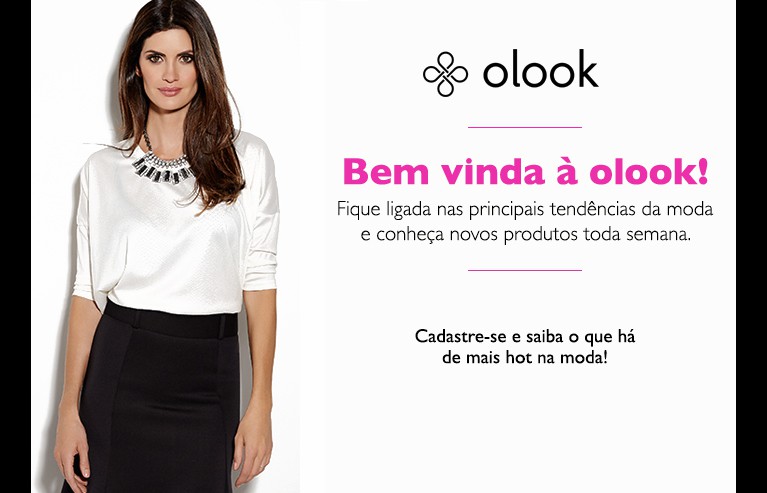 olook
Bem vinda à olook!
Fique ligada nas principais tendências da moda
e conheça novos produtos toda semana.
Cadastre-se e saiba o que há
de mais hot na moda!